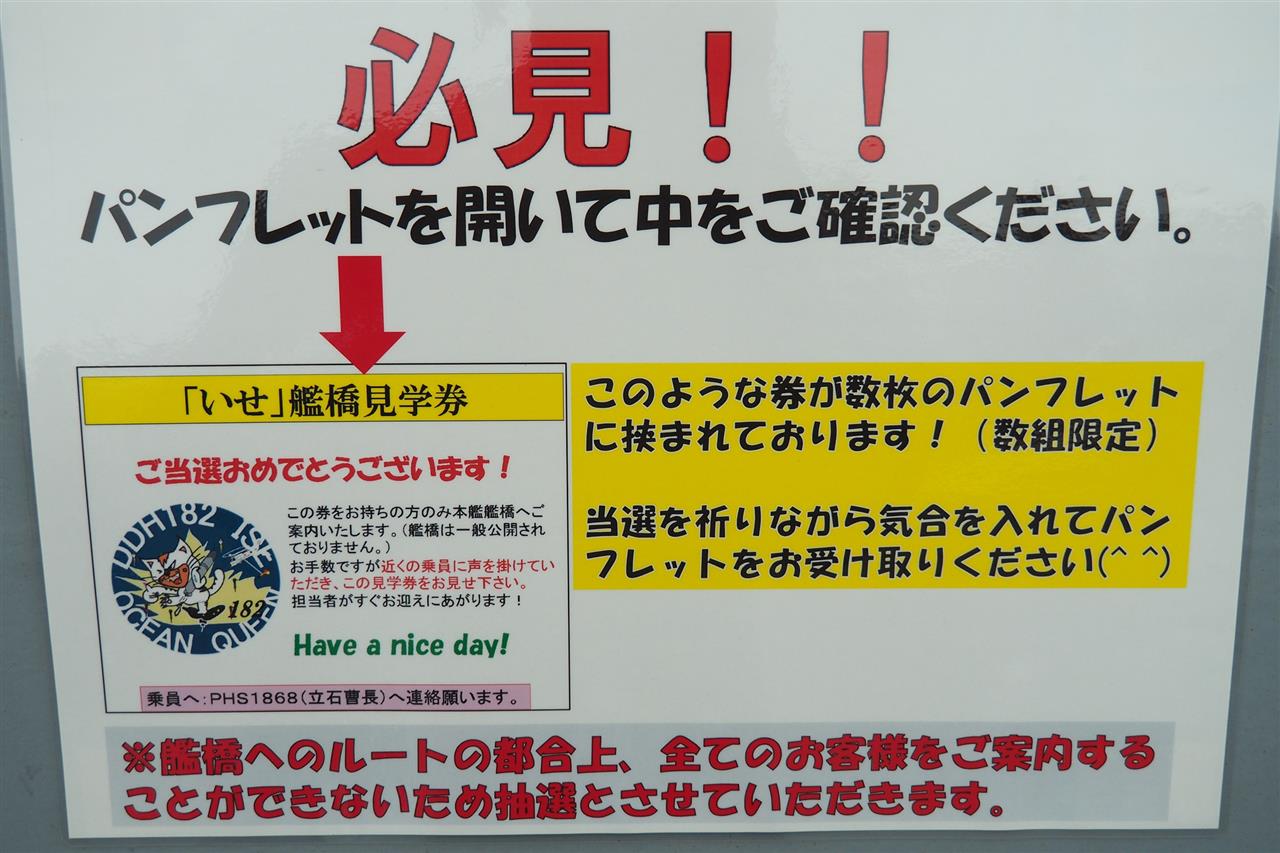 必見！！
パンフレットを開いて中をご確認ください。
「いせ」艦橋見学券
ご当選おめでとうございます！
DDH182 ISE
182
OCEAN QUEEN
この券をお持ちの方のみ本艦艦橋へご
案内いたします。（艦橋は一般公開され
ておりません。）
お手数ですが近くの乗員に声を掛けてい
ただき、この見学券をお見せ下さい。
担当者がすぐお迎えにあがります！
Have a nice day!
乗員へ：PHS1868（立石曹長）へ連絡願います。
このような券が数枚のパンフレット
に挟まれております！（数組限定）
当選を祈りながら気合を入れてパン
フレットをお受け取りください(^ ^)
※艦橋へのルートの都合上、全てのお客様をご案内する
ことができないため抽選とさせていただきます。